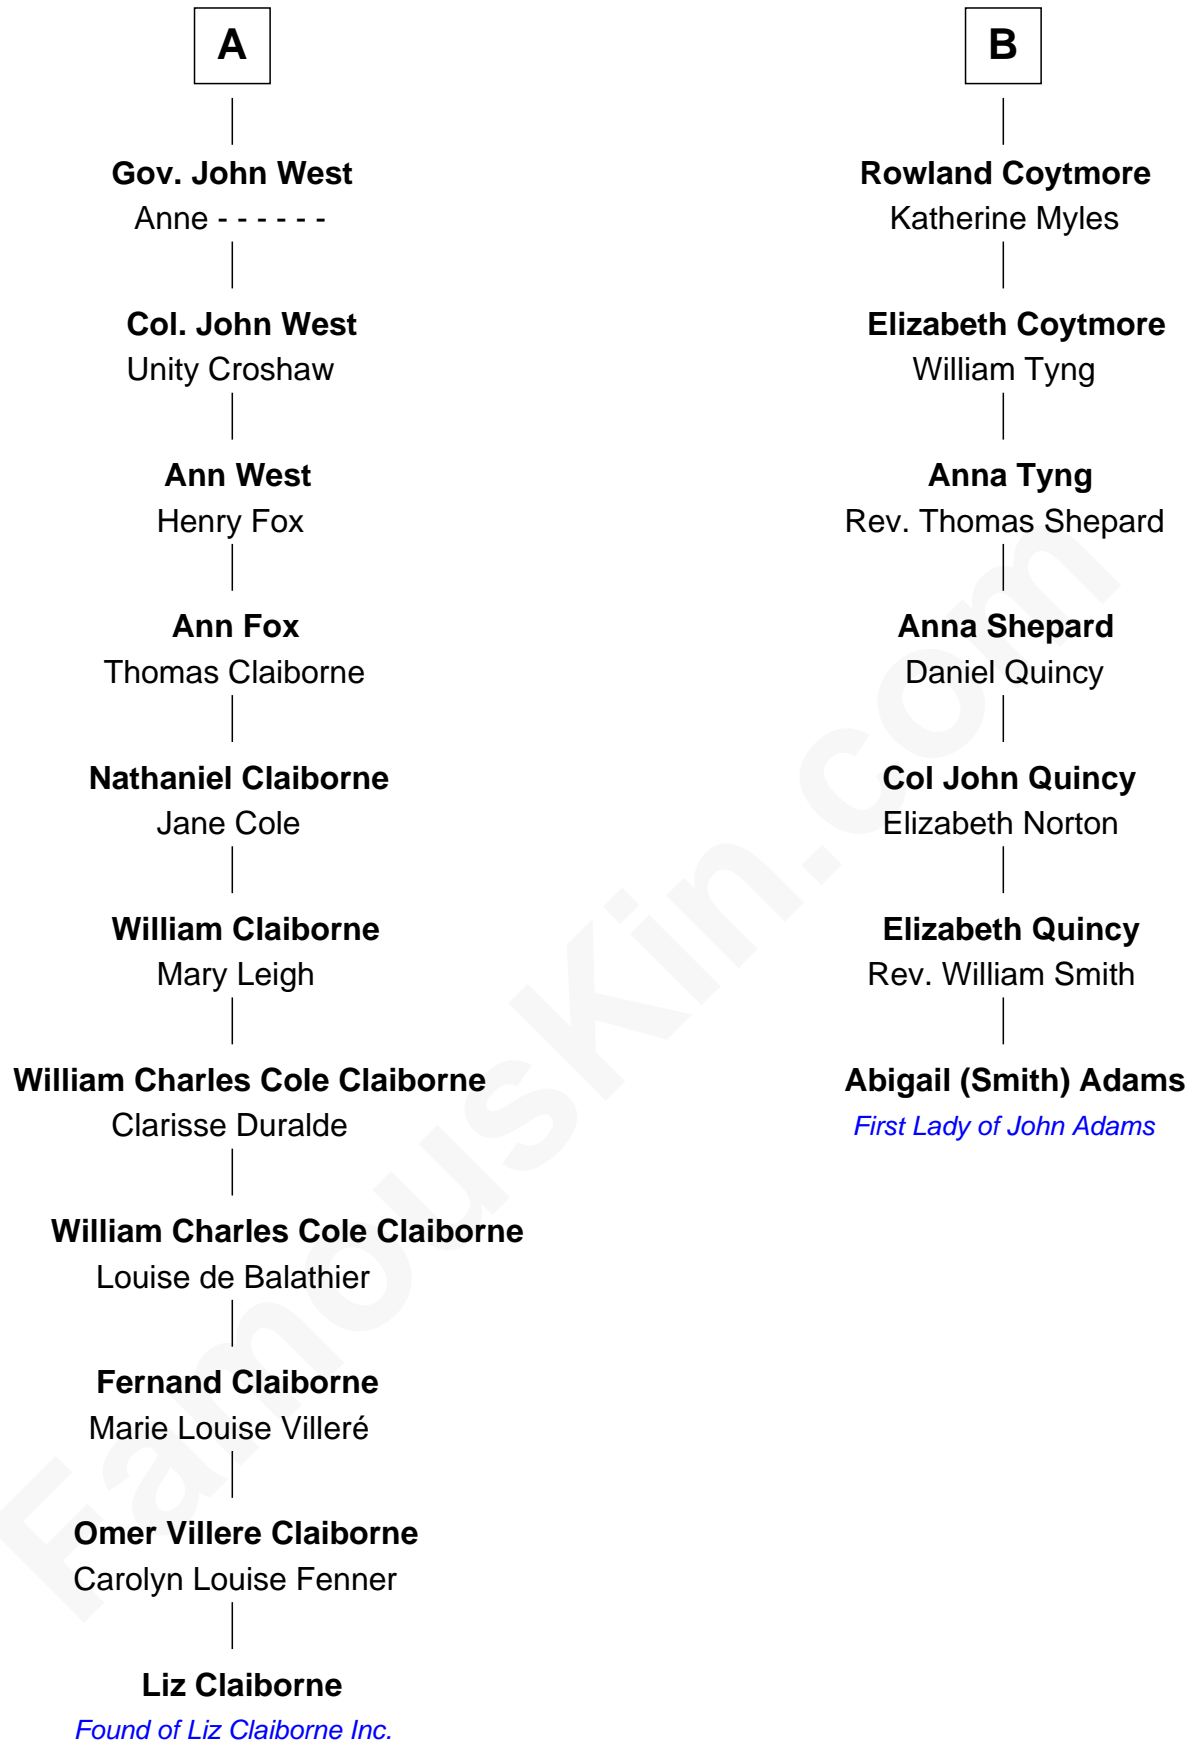 A
Gov. John West
Anne - - - - - -
Col. John West
Unity Croshaw
Ann West
Henry Fox
Ann Fox
Thomas Claiborne
Nathaniel Claiborne
Jane Cole
William Claiborne
Mary Leigh
William Charles Cole Claiborne
Clarisse Duralde
William Charles Cole Claiborne
Louise de Balathier
Fernand Claiborne
Marie Louise Villeré
Omer Villere Claiborne
Carolyn Louise Fenner
Liz Claiborne
Found of Liz Claiborne Inc.
B
Rowland Coytmore
Katherine Myles
Elizabeth Coytmore
William Tyng
Anna Tyng
Rev. Thomas Shepard
Anna Shepard
Daniel Quincy
Col John Quincy
Elizabeth Norton
Elizabeth Quincy
Rev. William Smith
Abigail (Smith) Adams
First Lady of John Adams
FamousKin.com